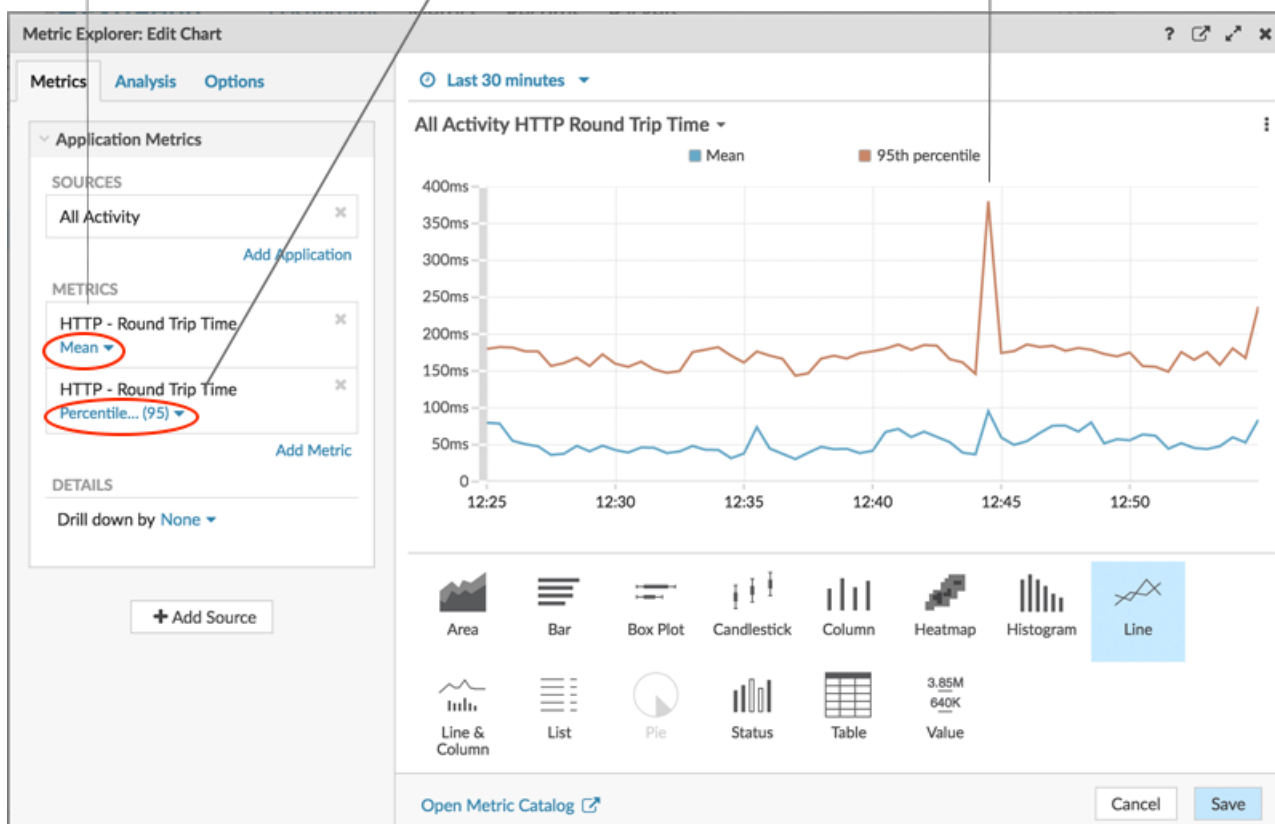 Metric Explorer: Edit Chart
?
Metrics Analysis Options
Last 30 minutes
Application Metrics
SOURCES
All Activity
Add Application
METRICS
HTTP - Round Trip Time
Mean
HTTP - Round Trip Time
Percentile... (95)
Add Metric
DETAILS
Drill down by None
+ Add Source
All Activity HTTP Round Trip Time
Mean 95th percentile
400ms
350ms
300ms
250ms
200ms
150ms
100ms
50ms
0
12:25 12:30 12:35 12:40 12:45 12:50
Area Bar Box Plot Candlestick Column Heatmap Histogram Line
3.85M
640K
Line & Column List Pie Status Table Value
Open Metric Catalog
Cancel Save